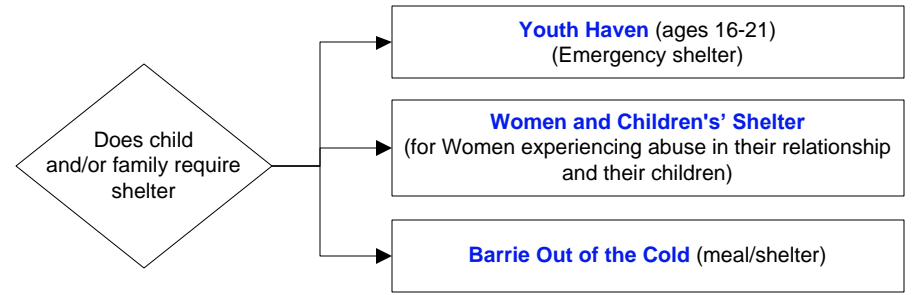 Does child
and/or family require
shelter
Youth Haven (ages 16-21)
(Emergency shelter)
Women and Children's’ Shelter
(for Women experiencing abuse in their relationship
and their children)
Barrie Out of the Cold (meal/shelter)